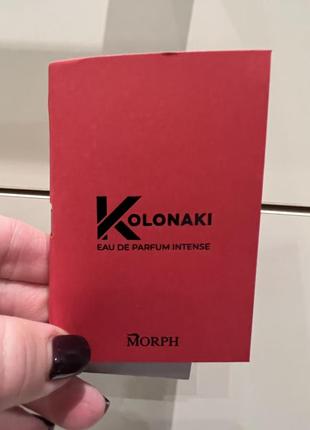 KOLONAKI
EAU DE PARFUM INTENSE
MORPH